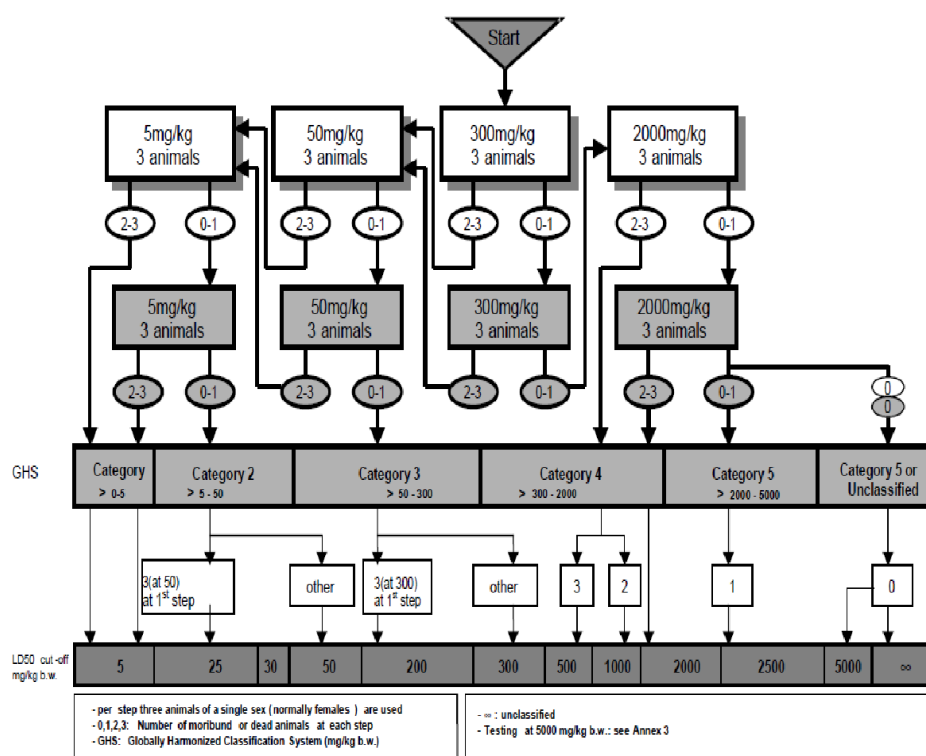 Start
5mg/kg
3 animals
50mg/kg
3 animals
300mg/kg
3 animals
2000mg/kg
3 animals
2-3
0-1
2-3
0-1
2-3
0-1
2-3
0-1
5mg/kg
3 animals
50mg/kg
3 animals
300mg/kg
3 animals
2000mg/kg
3 animals
2-3
0-1
2-3
0-1
2-3
0-1
2-3
0-1
0
0
GHS
Category
> 0-5
Category 2
> 5 - 50
Category 3
> 50 - 300
Category 4
> 300 - 2000
Category 5
> 2000 - 5000
Category 5 or
Unclassified
3(at 50)
at 1st step
other
3(at 300)
at 1st step
other
3
2
1
0
LD50 cut -off
mg/kg b.w.
5
25
30
50
200
300
500
1000
2000
2500
5000
∞
- per step three animals of a single sex ( normally females ) are used
- 0,1,2,3: Number of moribund or dead animals at each step
- GHS: Globally Harmonized Classification System (mg/kg b.w.)
- ∞ : unclassified
- Testing at 5000 mg/kg b.w.: see Annex 3